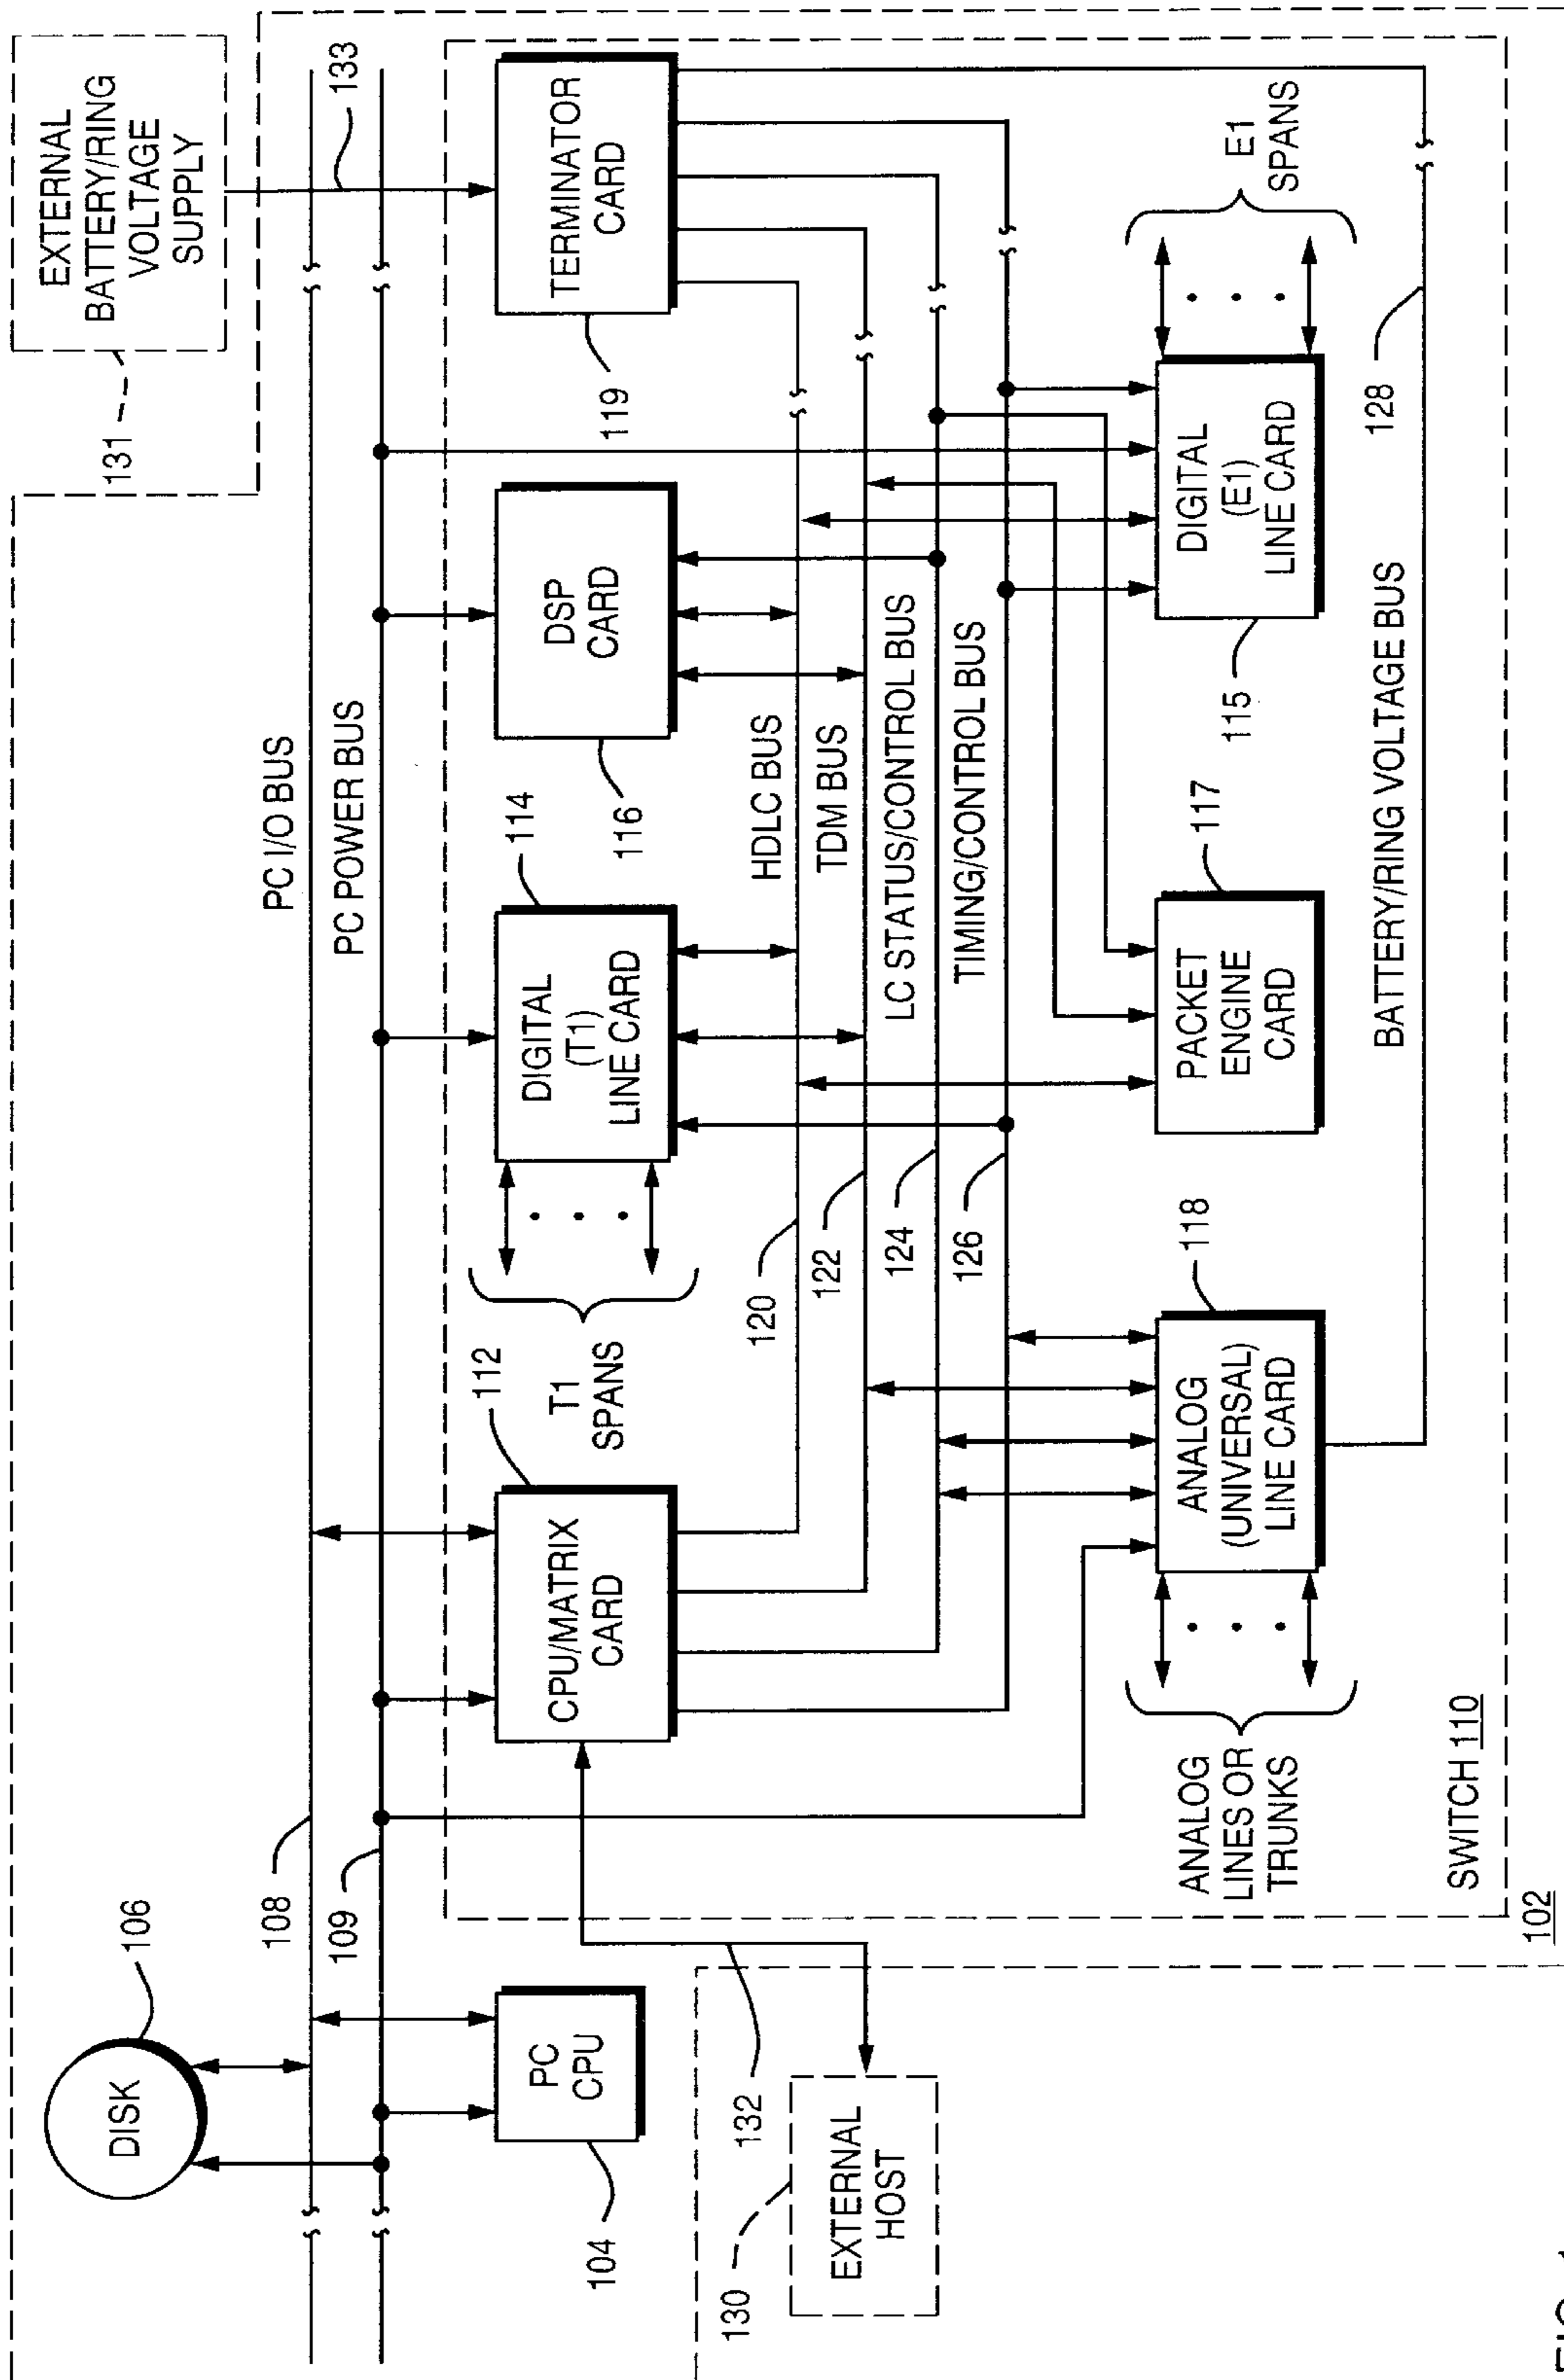 EXTERNAL
BATTERY/RING
VOLTAGE
SUPPLY
131
133
DISK
106
108
109
PC I/O BUS
PC POWER BUS
PC
CPU
104
CPU/MATRIX
CARD
112
DIGITAL
(T1)
LINE CARD
114
T1
SPANS
DSP
CARD
116
TERMINATOR
CARD
119
HDLC BUS
TDM BUS
LC STATUS/CONTROL BUS
TIMING/CONTROL BUS
120
122
124
126
EXTERNAL
HOST
130
132
ANALOG
(UNIVERSAL)
LINE CARD
118
ANALOG
LINES OR
TRUNKS
PACKET
ENGINE
CARD
117
DIGITAL
(E1)
LINE CARD
115
E1
SPANS
BATTERY/RING VOLTAGE BUS
128
SWITCH 110
102